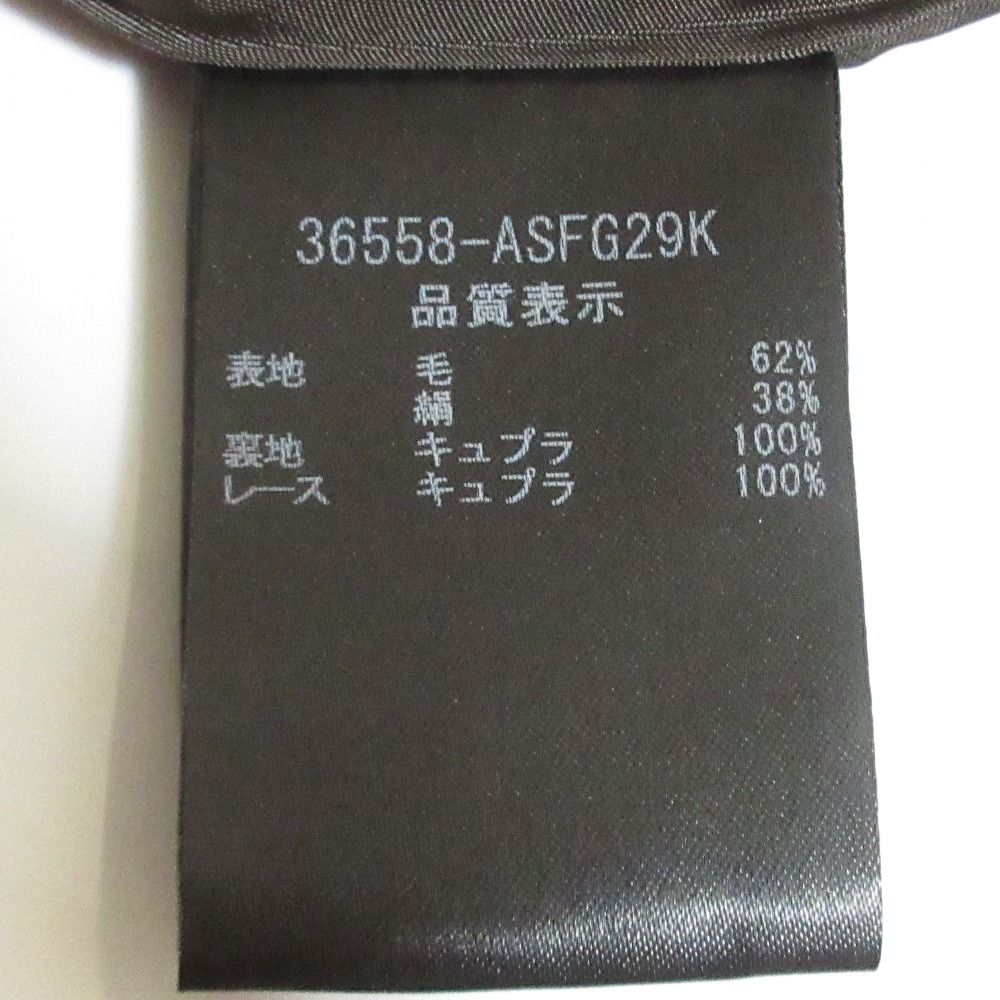 36558-ASFG29K
品質表示
表地 毛 62%
絹 38%
裏地 キュプラ 100%
レース キュプラ 100%